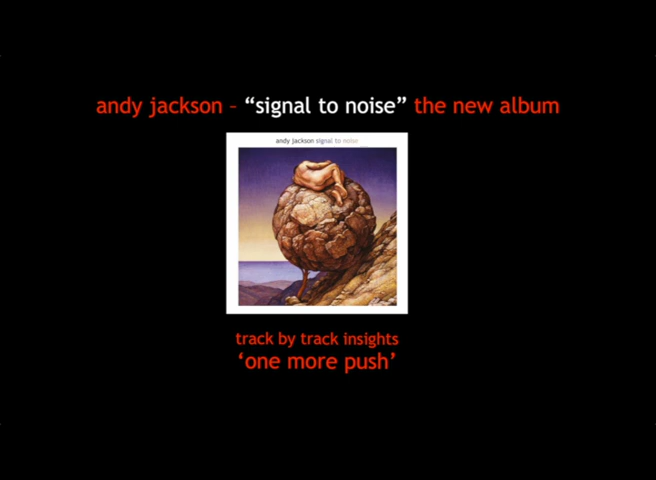 andy jackson – “signal to noise” the new album
andy jackson signal to noise
track by track insights
‘one more push’